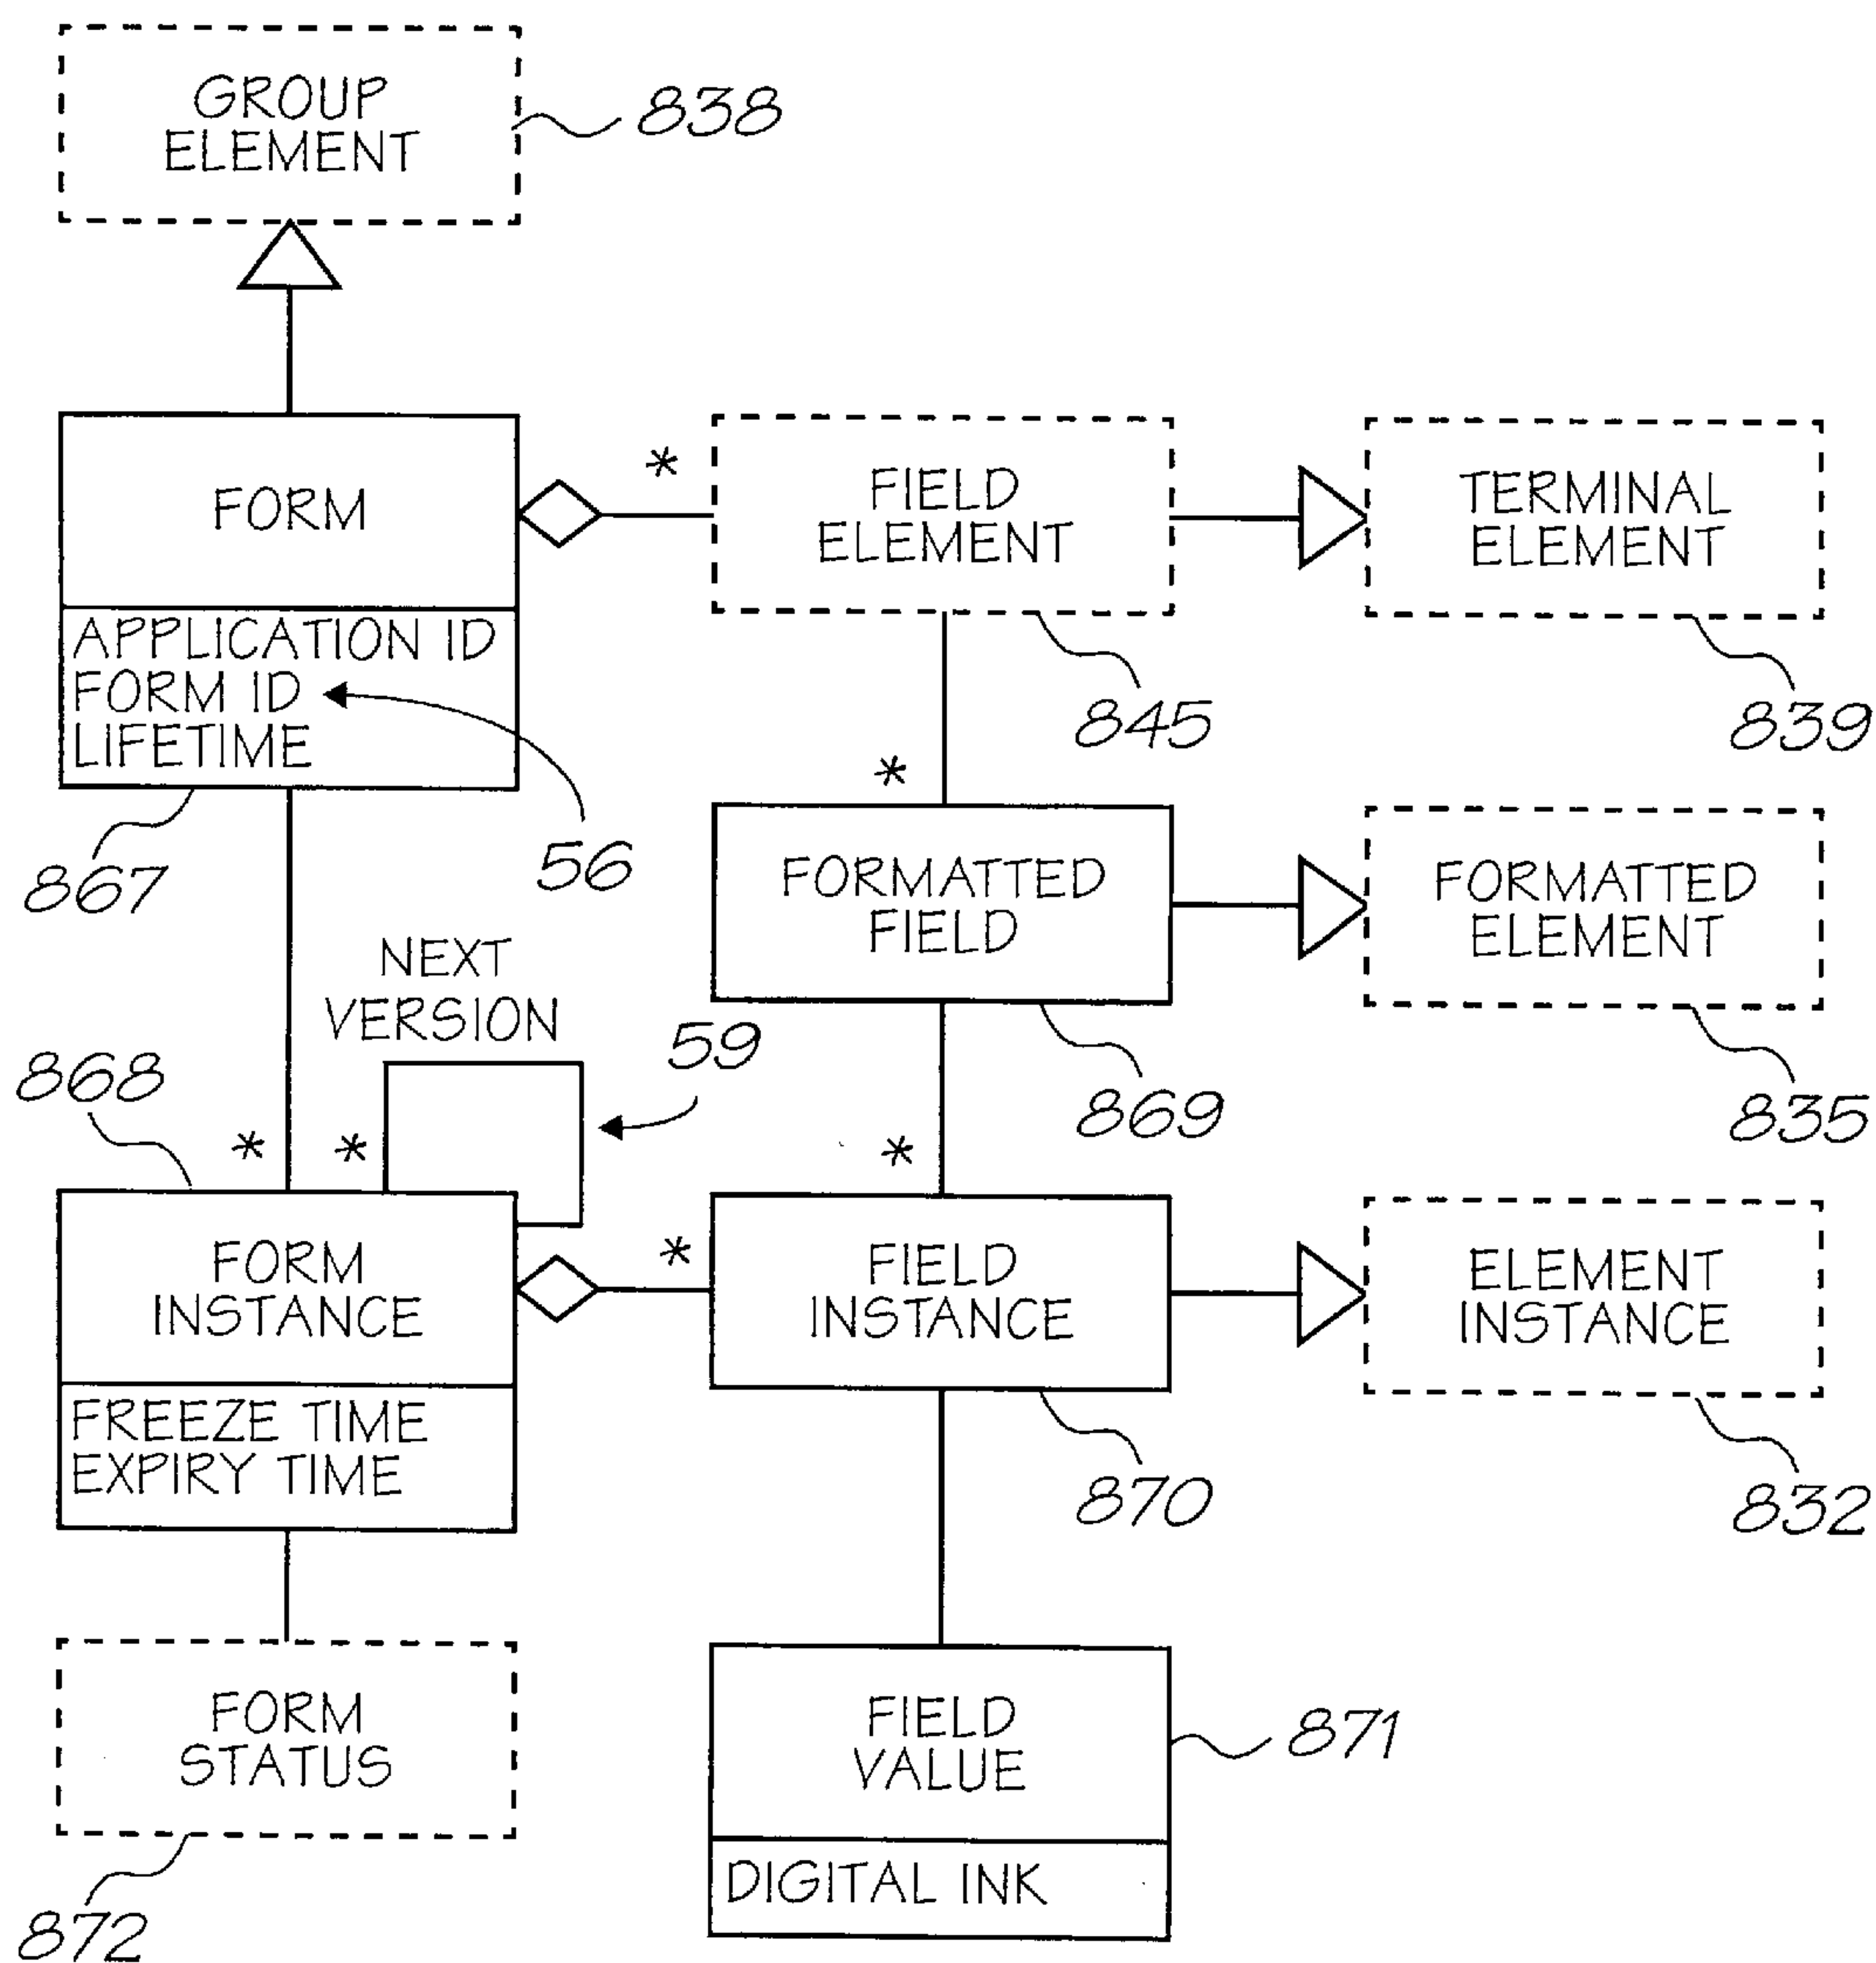 GROUP
ELEMENT
838
FORM
*
FIELD
ELEMENT
TERMINAL
ELEMENT
APPLICATION ID
FORM ID
LIFETIME
845
839
*
56
867
FORMATTED
FIELD
FORMATTED
ELEMENT
NEXT
VERSION
59
868
869
835
*
*
*
FORM
INSTANCE
*
FIELD
INSTANCE
ELEMENT
INSTANCE
FREEZE TIME
EXPIRY TIME
870
832
FORM
STATUS
FIELD
VALUE
871
DIGITAL INK
872